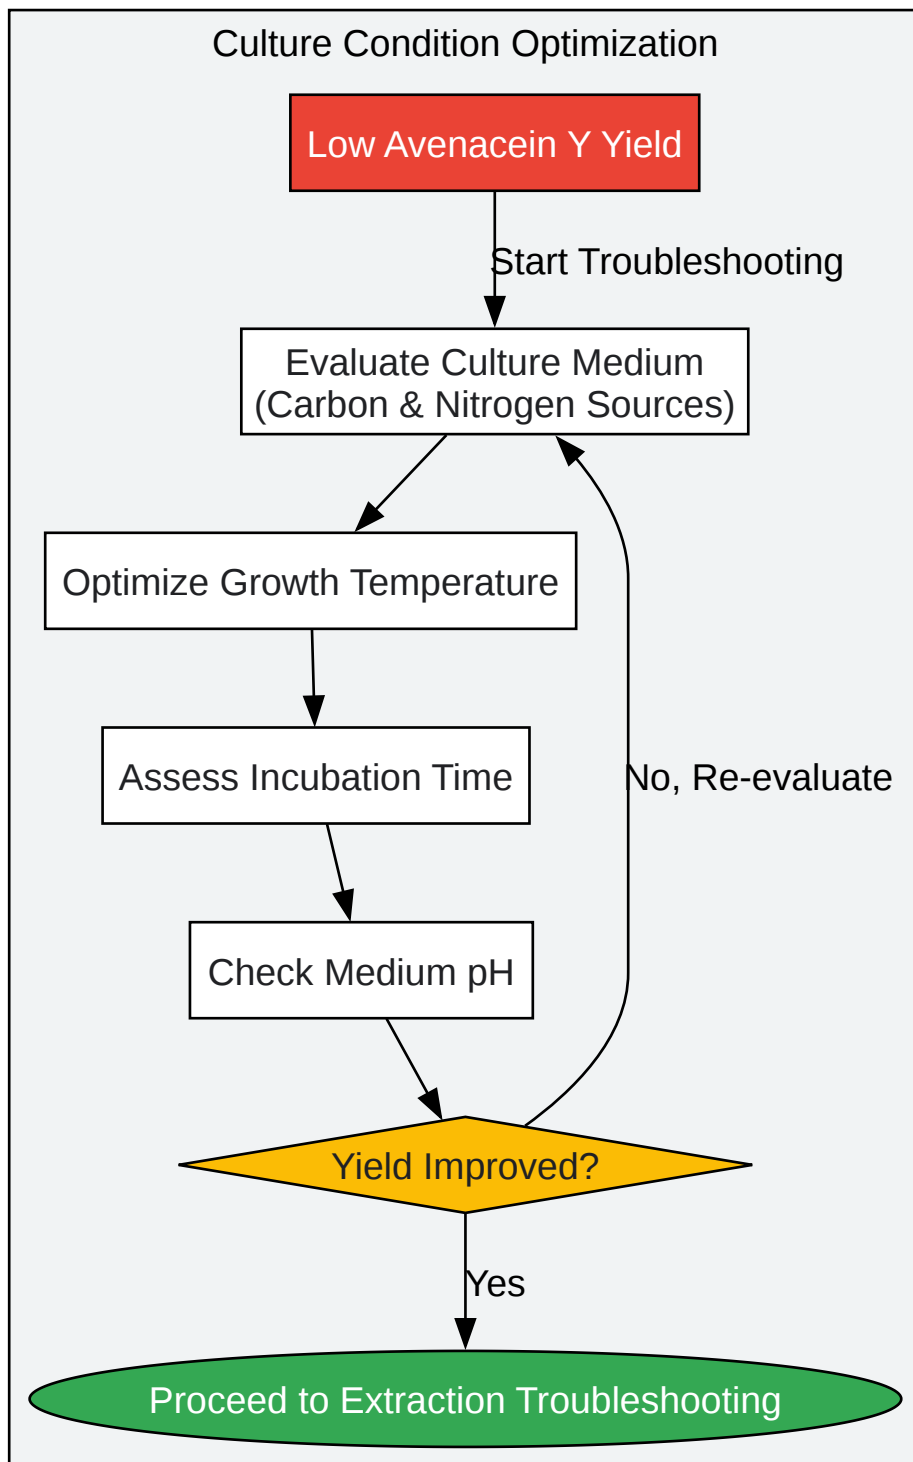 Culture Condition Optimization
Low Avenacein Y Yield
Start Troubleshooting
Evaluate Culture Medium
(Carbon & Nitrogen Sources)
Optimize Growth Temperature
Assess Incubation Time
No, Re-evaluate
Check Medium pH
Yield Improved?
Yes
Proceed to Extraction Troubleshooting